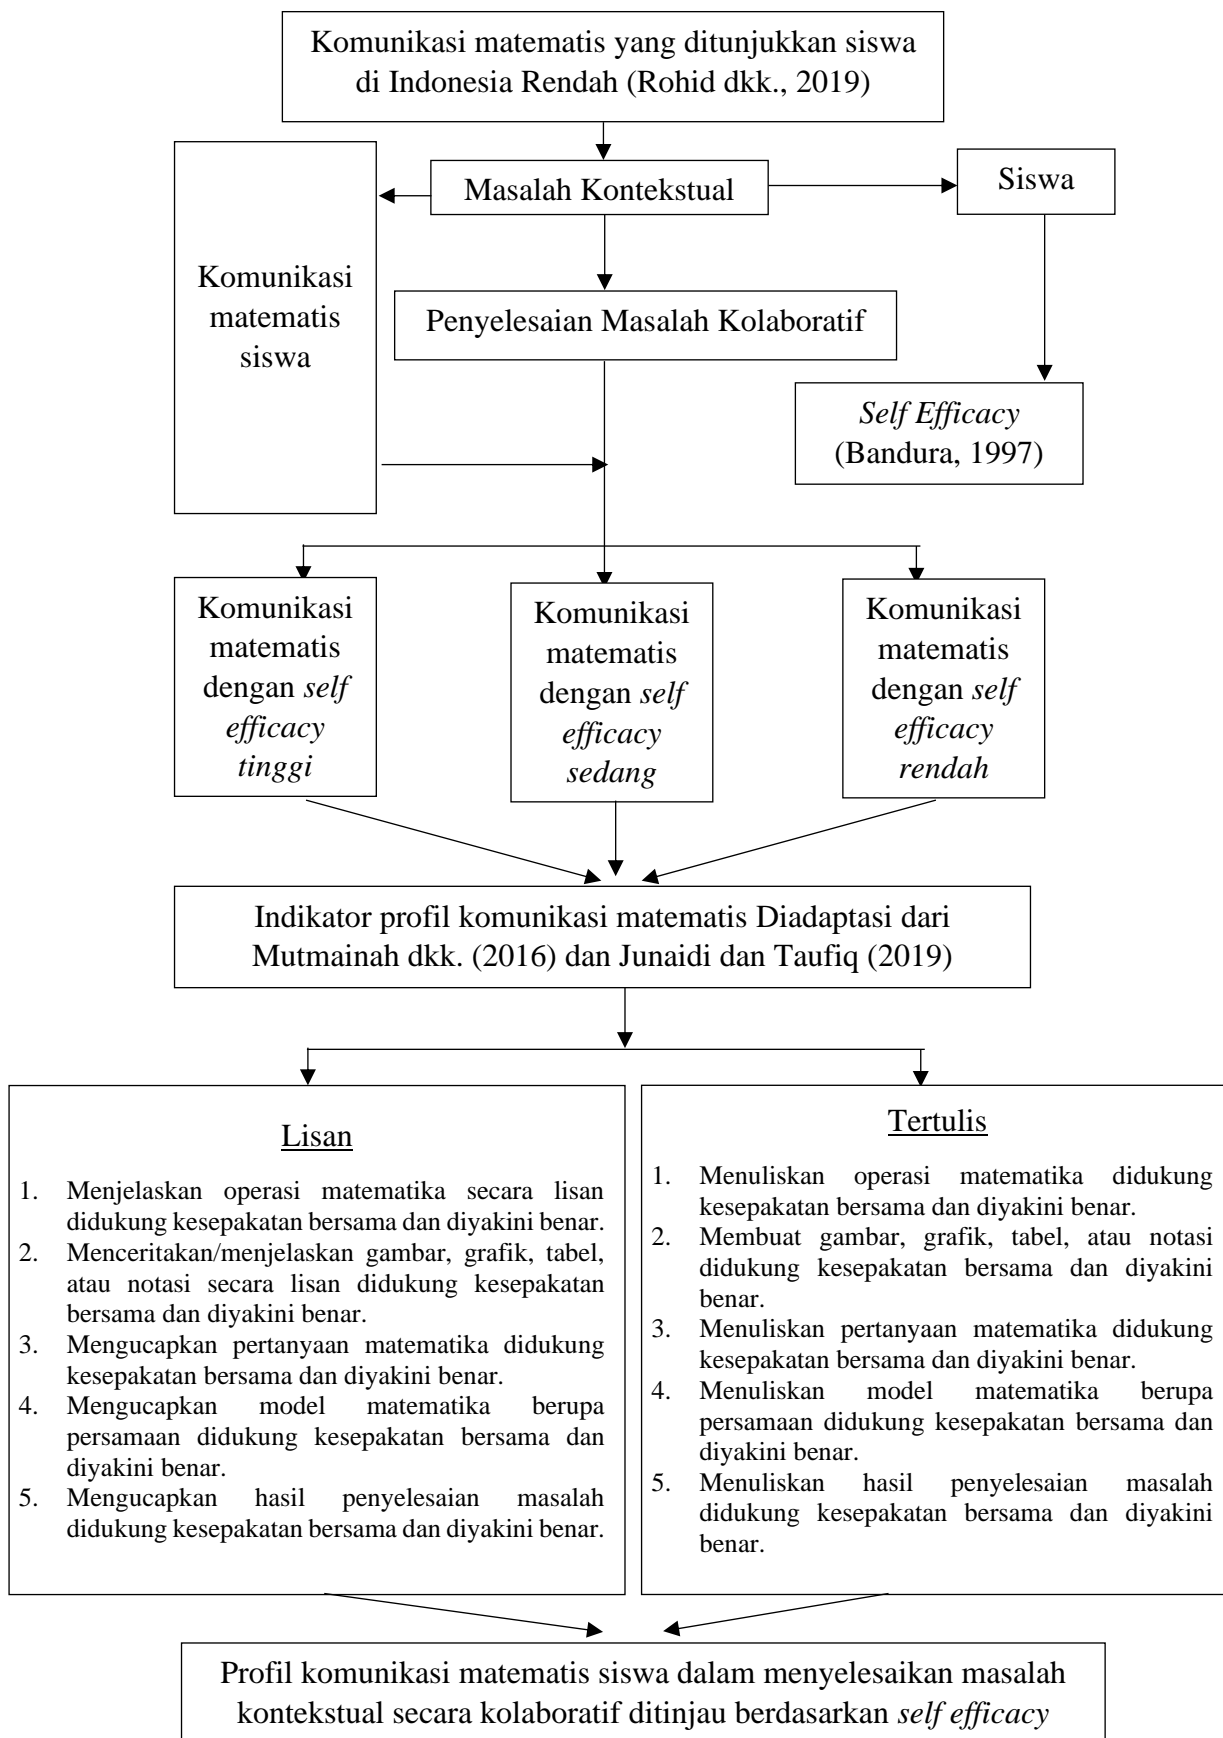 Komunikasi matematis yang ditunjukkan siswa
di Indonesia Rendah (Rohid dkk., 2019)
Masalah Kontekstual
Siswa
Komunikasi
matematis
siswa
Penyelesaian Masalah Kolaboratif
Self Efficacy
(Bandura, 1997)
Komunikasi
matematis
dengan self
efficacy
tinggi
Komunikasi
matematis
dengan self
efficacy
sedang
Komunikasi
matematis
dengan self
efficacy
rendah
Indikator profil komunikasi matematis Diadaptasi dari
Mutmainah dkk. (2016) dan Junaidi dan Taufiq (2019)
Lisan
1. Menjelaskan operasi matematika secara lisan
didukung kesepakatan bersama dan diyakini benar.
2. Menceritakan/menjelaskan gambar, grafik, tabel,
atau notasi secara lisan didukung kesepakatan
bersama dan diyakini benar.
3. Mengucapkan pertanyaan matematika didukung
kesepakatan bersama dan diyakini benar.
4. Mengucapkan model matematika berupa
persamaan didukung kesepakatan bersama dan
diyakini benar.
5. Mengucapkan hasil penyelesaian masalah
didukung kesepakatan bersama dan diyakini benar.
Tertulis
1. Menuliskan operasi matematika didukung
kesepakatan bersama dan diyakini benar.
2. Membuat gambar, grafik, tabel, atau notasi
didukung kesepakatan bersama dan diyakini
benar.
3. Menuliskan pertanyaan matematika didukung
kesepakatan bersama dan diyakini benar.
4. Menuliskan model matematika berupa
persamaan didukung kesepakatan bersama dan
diyakini benar.
5. Menuliskan hasil penyelesaian masalah
didukung kesepakatan bersama dan diyakini
benar.
Profil komunikasi matematis siswa dalam menyelesaikan masalah
kontekstual secara kolaboratif ditinjau berdasarkan self efficacy